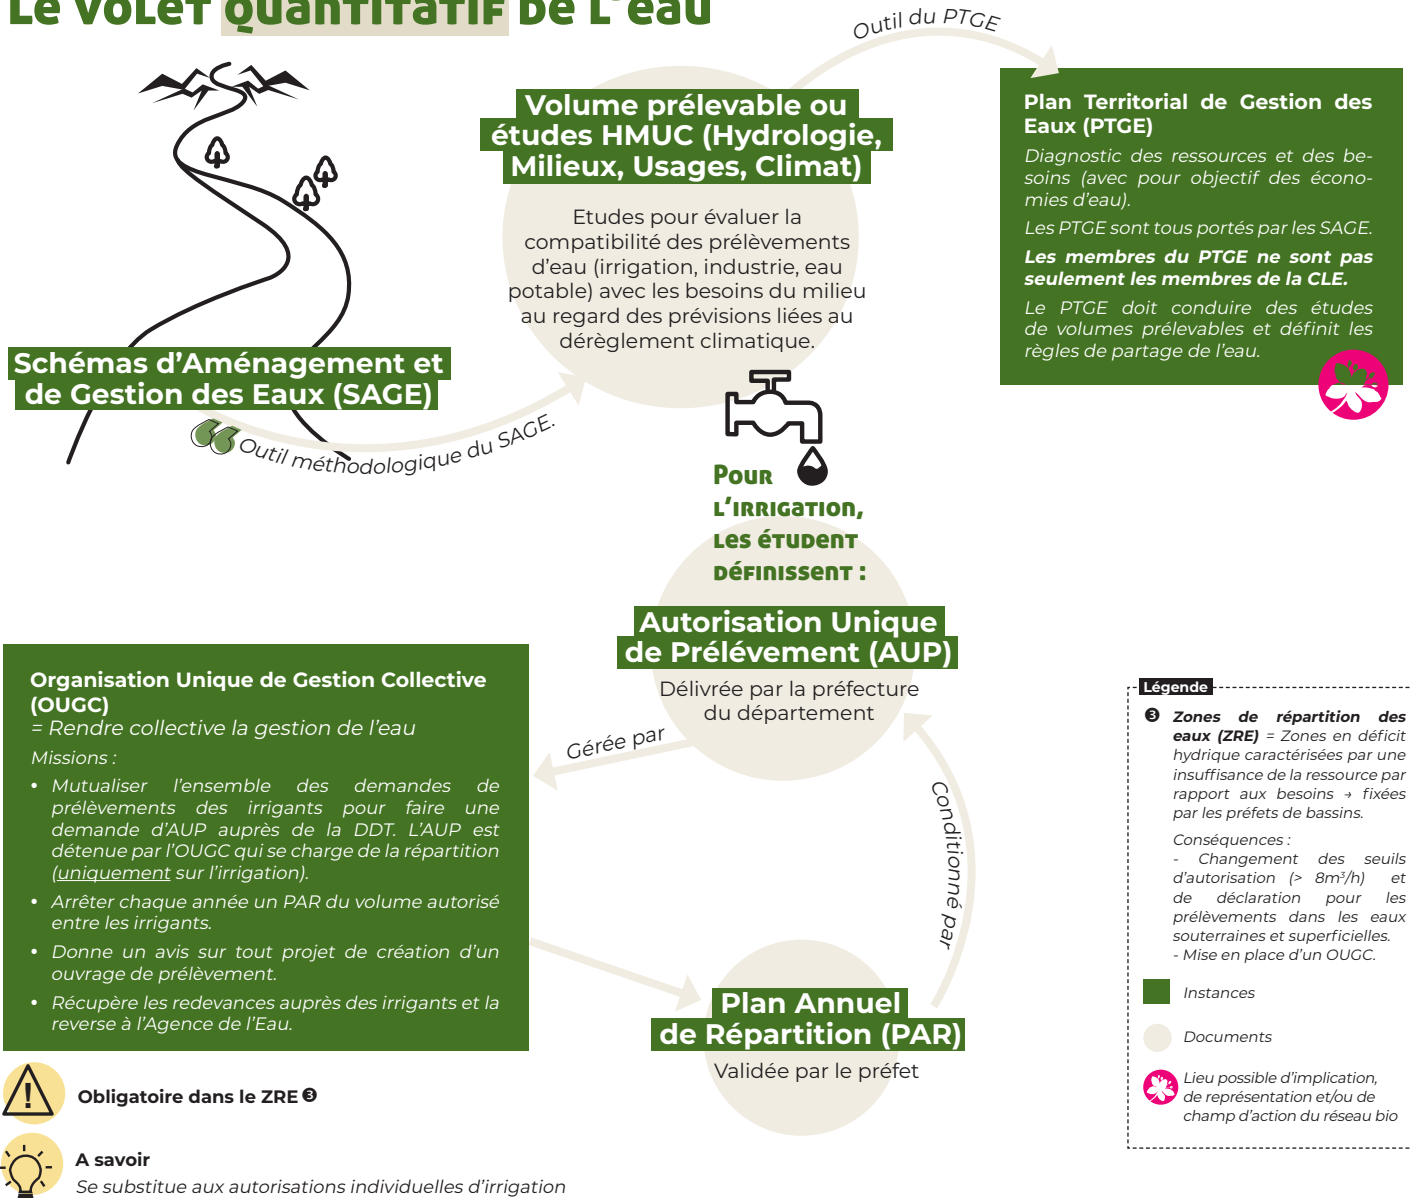 Le volet quantitatif de l'eau
Outil du PTGE
Volume prélevable ou
études HMUC (Hydrologie,
Milieux, Usages, Climat)
Etudes pour évaluer la
compatibilité des prélèvements
d'eau (irrigation, industrie, eau
potable) avec les besoins du milieu
au regard des prévisions liées au
dérèglement climatique.
Plan Territorial de Gestion des
Eaux (PTGE)
Diagnostic des ressources et des be-
soins (avec pour objectif des écono-
mies d'eau).
Les PTGE sont tous portés par les SAGE.
Les membres du PTGE ne sont pas
seulement les membres de la CLE.
Le PTGE doit conduire des études
de volumes prélevables et définit les
règles de partage de l'eau.
Schémas d'Aménagement et
de Gestion des Eaux (SAGE)
Outil méthodologique du SAGE.
Pour
l'irrigation,
les étudent
définissent :
Autorisation Unique
de Prélévement (AUP)
Délivrée par la préfecture
du département
Gérée par
Conditionné par
Organisation Unique de Gestion Collective
(OUGC)
= Rendre collective la gestion de l'eau
Missions :
• Mutualiser l'ensemble des demandes de
prélèvements des irrigants pour faire une
demande d'AUP auprès de la DDT. L'AUP est
détenue par l'OUGC qui se charge de la répartition
(uniquement sur l'irrigation).
• Arrêter chaque année un PAR du volume autorisé
entre les irrigants.
• Donne un avis sur tout projet de création d'un
ouvrage de prélèvement.
• Récupère les redevances auprès des irrigants et la
reverse à l'Agence de l'Eau.
Plan Annuel
de Répartition (PAR)
Validée par le préfet
Obligatoire dans le ZRE ❸
A savoir
Se substitue aux autorisations individuelles d'irrigation
Légende
❸ Zones de répartition des
eaux (ZRE) = Zones en déficit
hydrique caractérisées par une
insuffisance de la ressource par
rapport aux besoins → fixées
par les préfets de bassins.
Conséquences :
- Changement des seuils
d'autorisation (> 8m³/h) et
de déclaration pour les
prélèvements dans les eaux
souterraines et superficielles.
- Mise en place d'un OUGC.
Instances
Documents
Lieu possible d'implication,
de représentation et/ou de
champ d'action du réseau bio